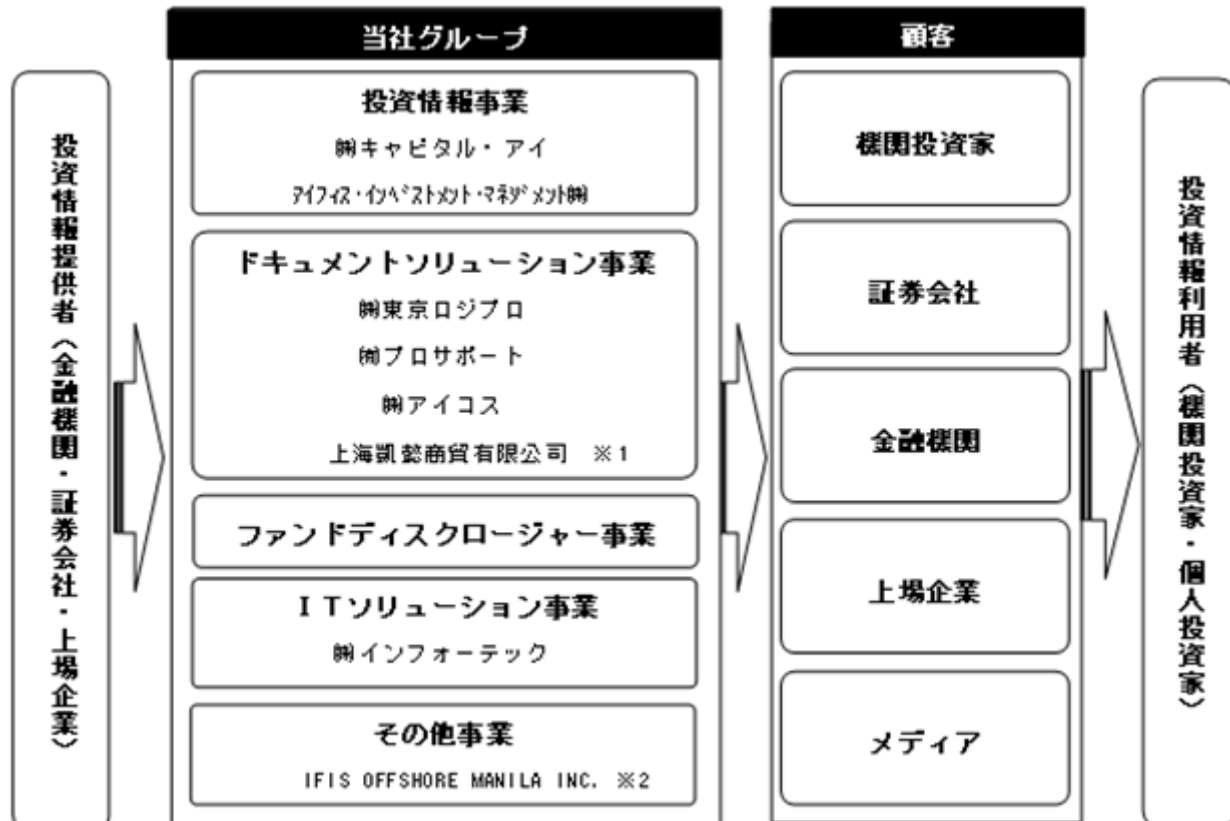 投資情報提供者（金融機関・証券会社・上場企業）
当社グループ
投資情報事業
㈱キャピタル・アイ
ｱｲﾌｨｽ･ｲﾝﾍﾞｽﾄﾒﾝﾄ･ﾏﾈｼﾞﾒﾝﾄ㈱
ドキュメントソリューション事業
㈱東京ロジプロ
㈲プロサポート
㈱アイコス
上海凱懿商貿有限公司　※1
ファンドディスクロージャー事業
ＩＴソリューション事業
㈱インフォーテック
その他事業
IFIS OFFSHORE MANILA INC. ※2
顧客
機関投資家
証券会社
金融機関
上場企業
メディア
投資情報利用者（機関投資家・個人投資家）